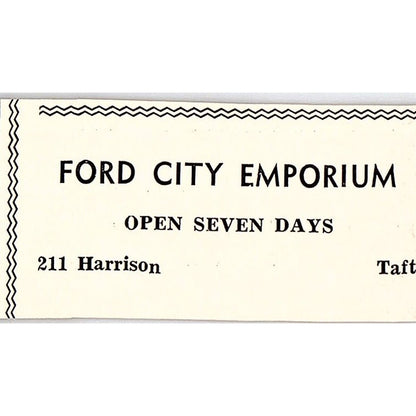 FORD CITY EMPORIUM
OPEN SEVEN DAYS
211 Harrison Taft